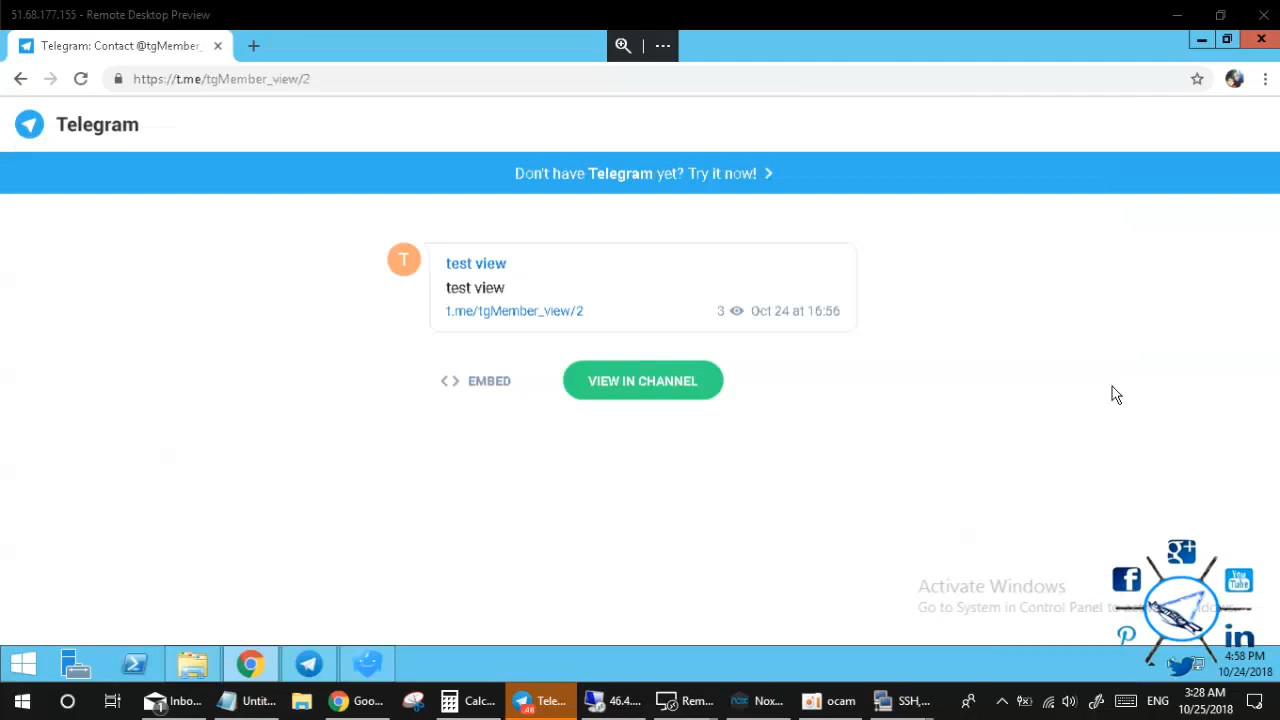 51.68.177.155 - Remote Desktop Preview
Telegram: Contact @tgMember_
https://t.me/tgMember_view/2
Telegram
Don't have Telegram yet? Try it now!
T
test view
test view
t.me/tgMember_view/2 3 Oct 24 at 16:56
EMBED
VIEW IN CHANNEL
g+
Activate Windows
Go to System in Control Panel to
You Tube
in
4:58 PM
10/24/2018
Inbo...
Untit...
Goo...
Calc...
Tele...
46.4....
Rem...
Nox...
ocam
SSH,...
ENG
3:28 AM
10/25/2018